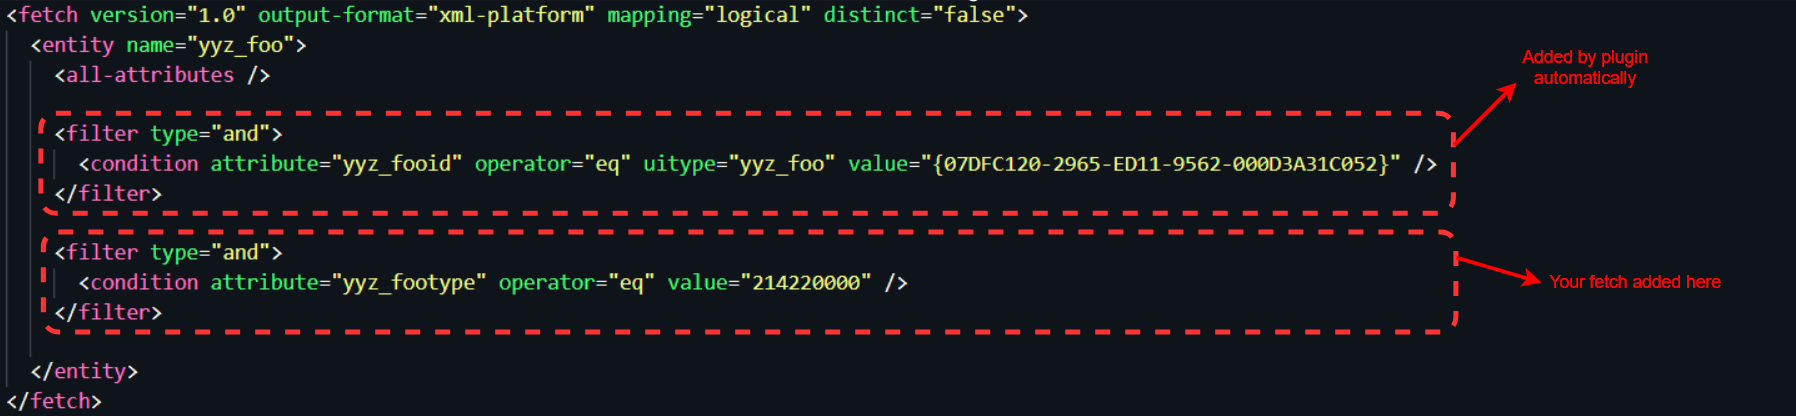 <fetch version="1.0" output-format="xml-platform" mapping="logical" distinct="false">
<entity name="yyz_foo">
<all-attributes />
Added by plugin
automatically
<filter type="and">
<condition attribute="yyz_fooid" operator="eq" uitype="yyz_foo" value="{07DFC120-2965-ED11-9562-000D3A31C052}" />
</filter>
<filter type="and">
<condition attribute="yyz_footype" operator="eq" value="214220000" />
Your fetch added here
</filter>
</entity>
</fetch>